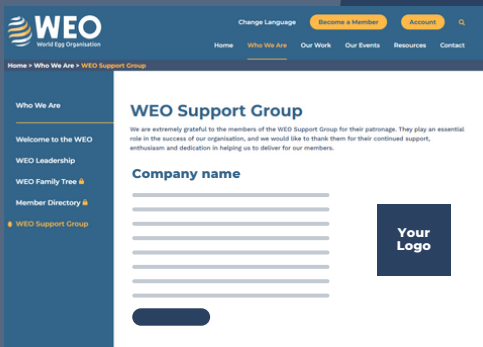 WEO
World Egg Organisation
Change Language
Become a Member
Account
Home
Who We Are
Our Work
Our Events
Resources
Contact
Home > Who We Are > WEO Support Group
Who We Are
Welcome to the WEO
WEO Leadership
WEO Family Tree
Member Directory
WEO Support Group
WEO Support Group
We are extremely grateful to the members of the WEO Support Group for their patronage. They play an essential
role in the success of our organisation, and we would like to thank them for their continued support,
enthusiasm and dedication in helping us to deliver for our members.
Company name
Your
Logo